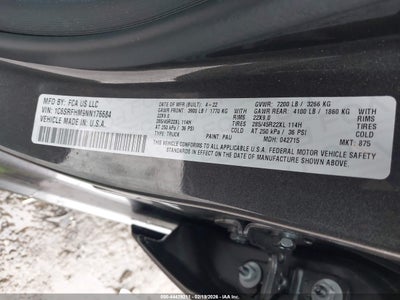 MFD BY: FCA US LLC
VIN: 1C6SRFHM9NN176684
VEHICLE MADE IN: U.S.A.
DATE OF MFR (BUILT): 4-22
GVWR: 7200 LB / 3266 KG
GAWR FRONT: 3900 LB / 1770 KG
GAWR REAR: 4100 LB / 1860 KG
22X9.0 RIMS
22X9.0 RIMS
285/45R22XL 114H
285/45R22XL 114H
AT 250 kPa / 36 PSI COLD
AT 250 kPa / 36 PSI COLD
TYPE: TRUCK
PAINT: PAU
MDH: 042715
MKT: 875
THIS VEHICLE CONFORMS TO ALL APPLICABLE U.S.A. FEDERAL MOTOR VEHICLE SAFETY
STANDARDS IN EFFECT ON THE DATE OF MANUFACTURE SHOWN ABOVE.